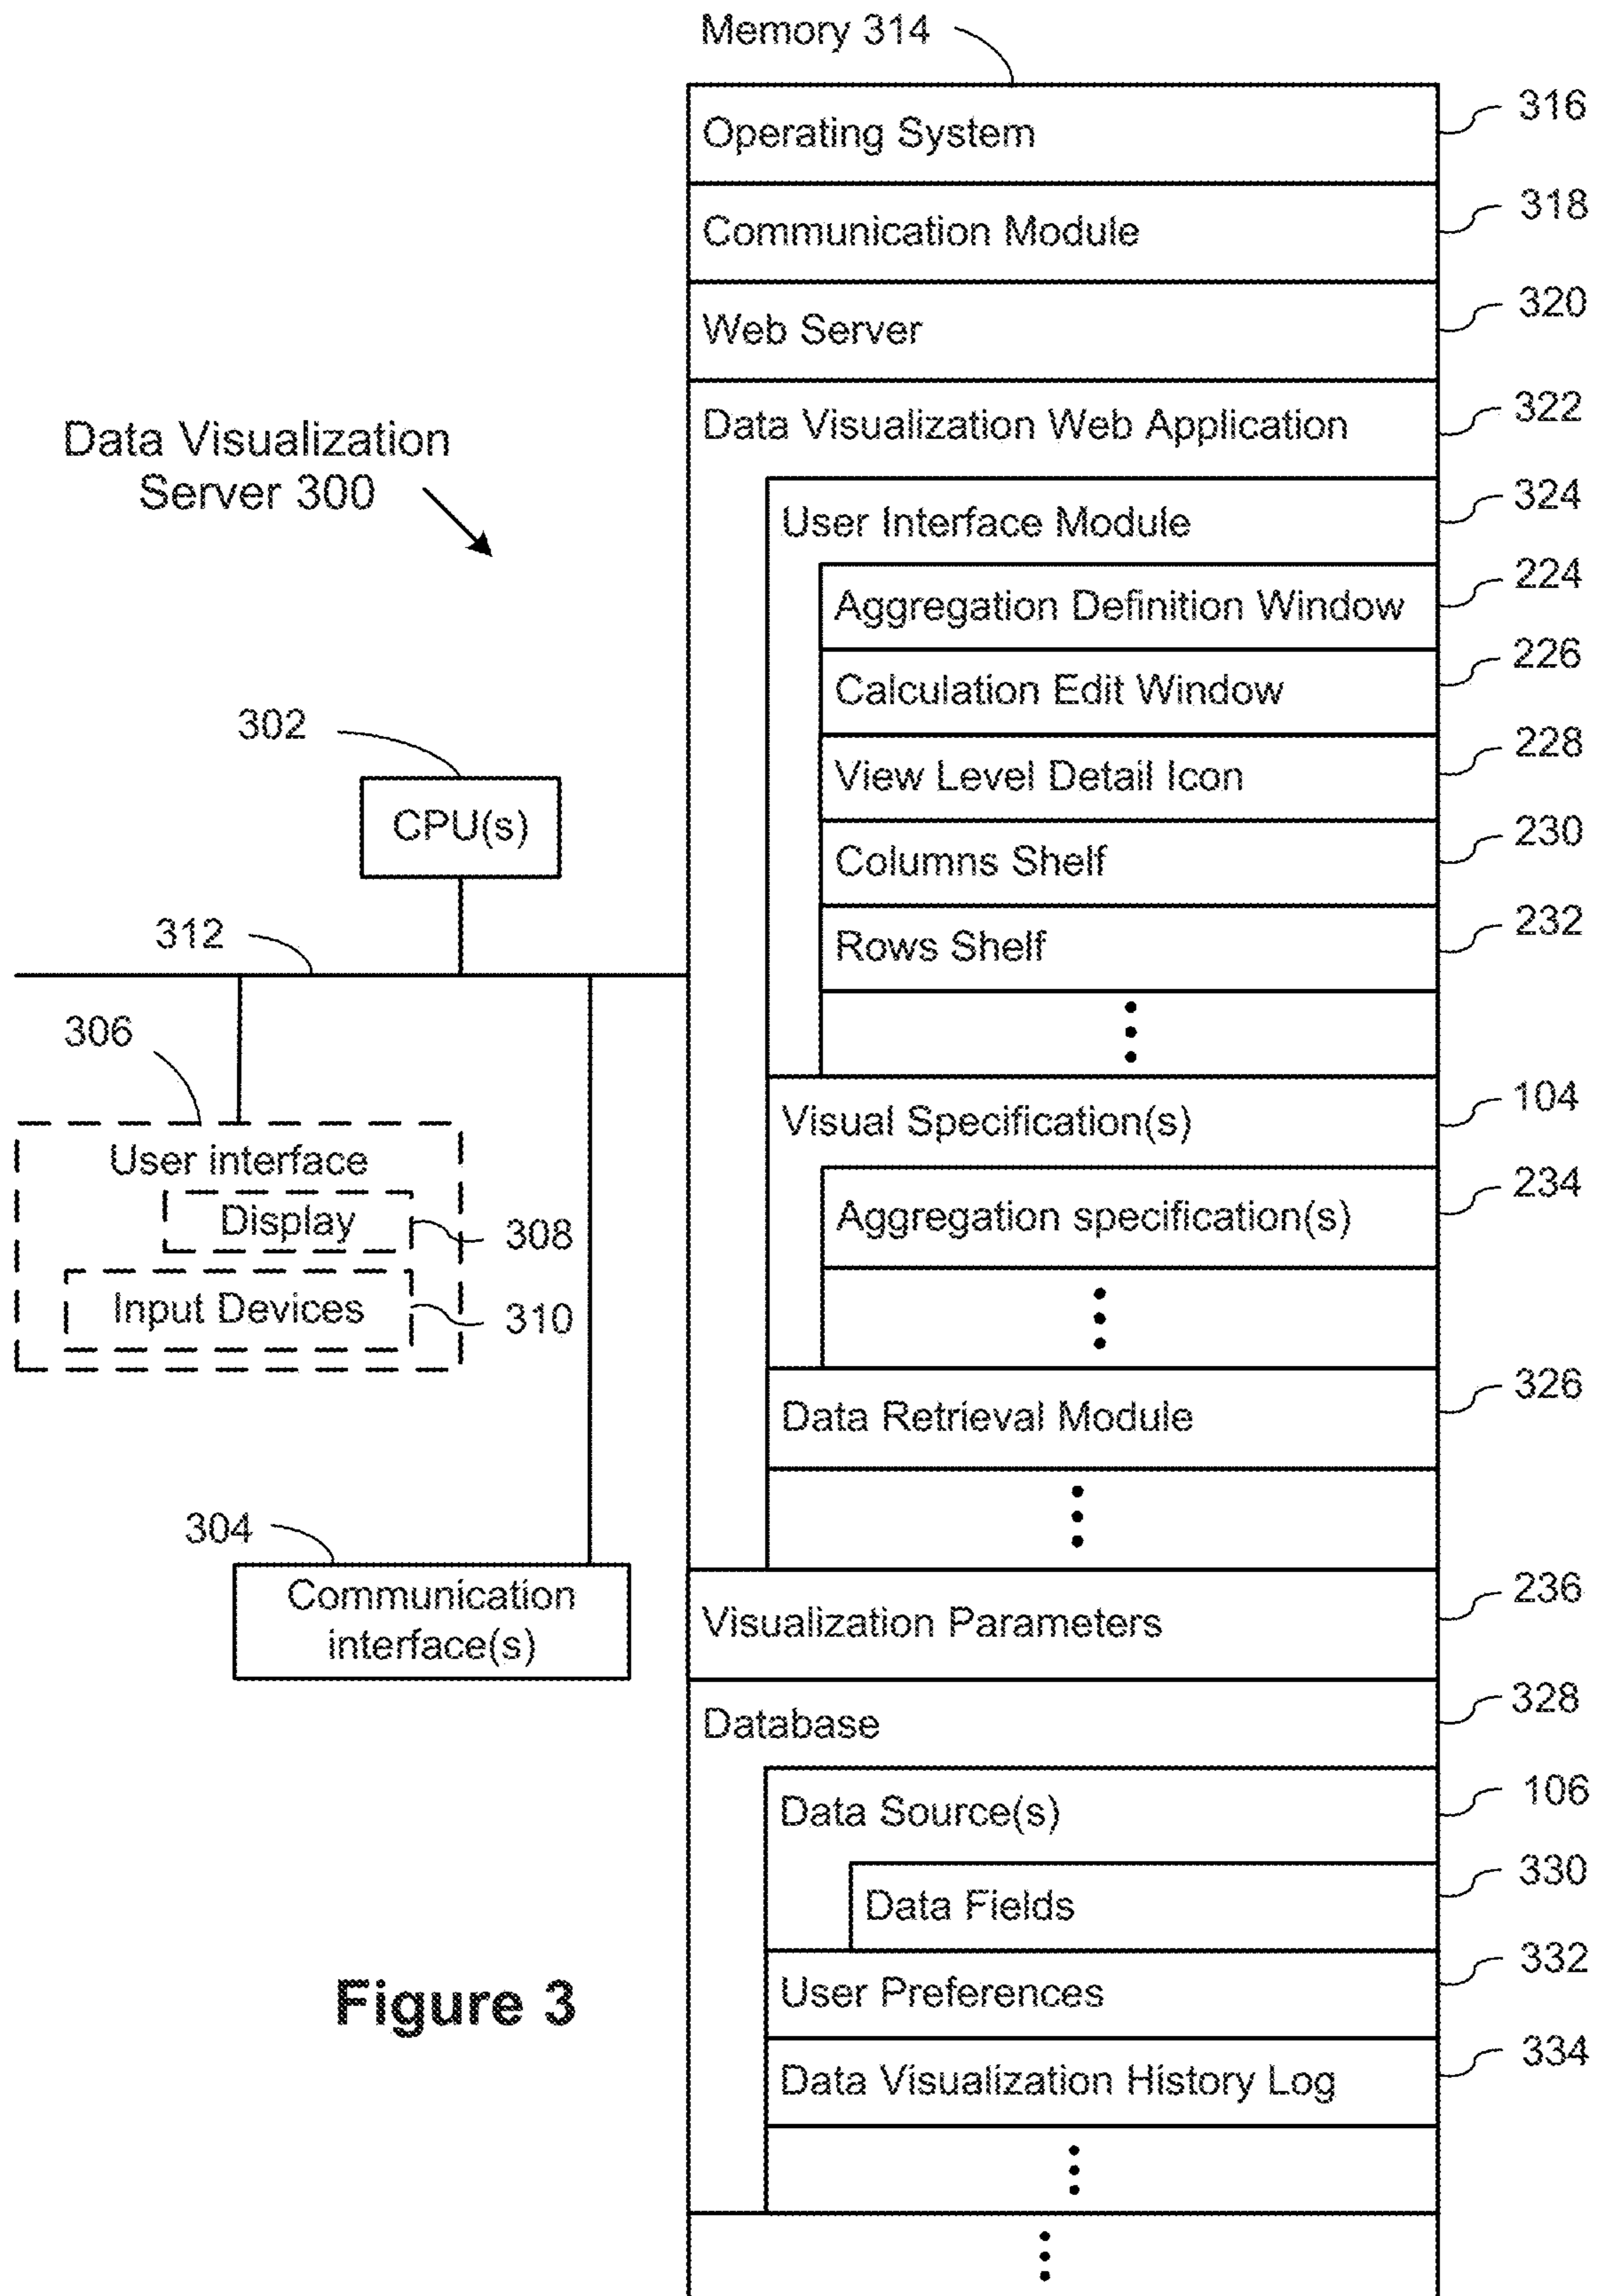 Memory 314
Operating System 316
Communication Module 318
Web Server 320
Data Visualization Web Application 322
User Interface Module 324
Aggregation Definition Window 224
Calculation Edit Window 226
View Level Detail Icon 228
Columns Shelf 230
Rows Shelf 232
Visual Specification(s) 104
Aggregation specification(s) 234
Data Retrieval Module 326
Visualization Parameters 236
Database 328
Data Source(s) 106
Data Fields 330
User Preferences 332
Data Visualization History Log 334
Data Visualization
Server 300
302
CPU(s)
312
306
User interface
Display 308
Input Devices 310
304
Communication
interface(s)
Figure 3